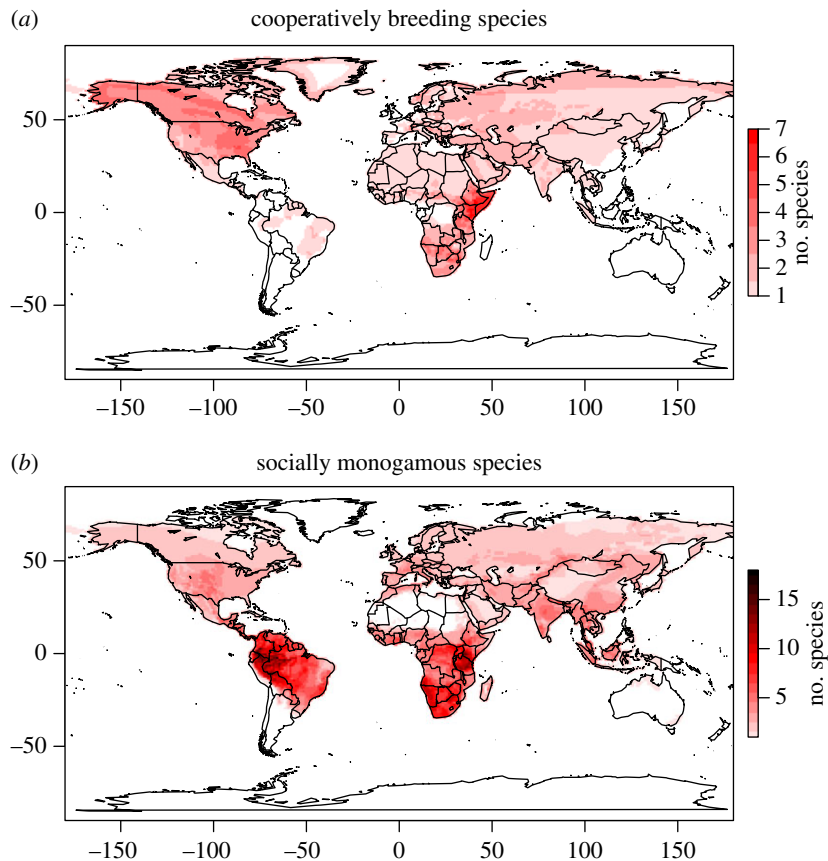 (a) cooperatively breeding species
50
0
−50
7
6
5
4
3
2
1
no. species
−150 −100 −50 0 50 100 150
(b) socially monogamous species
50
0
−50
15
10
5
no. species
−150 −100 −50 0 50 100 150